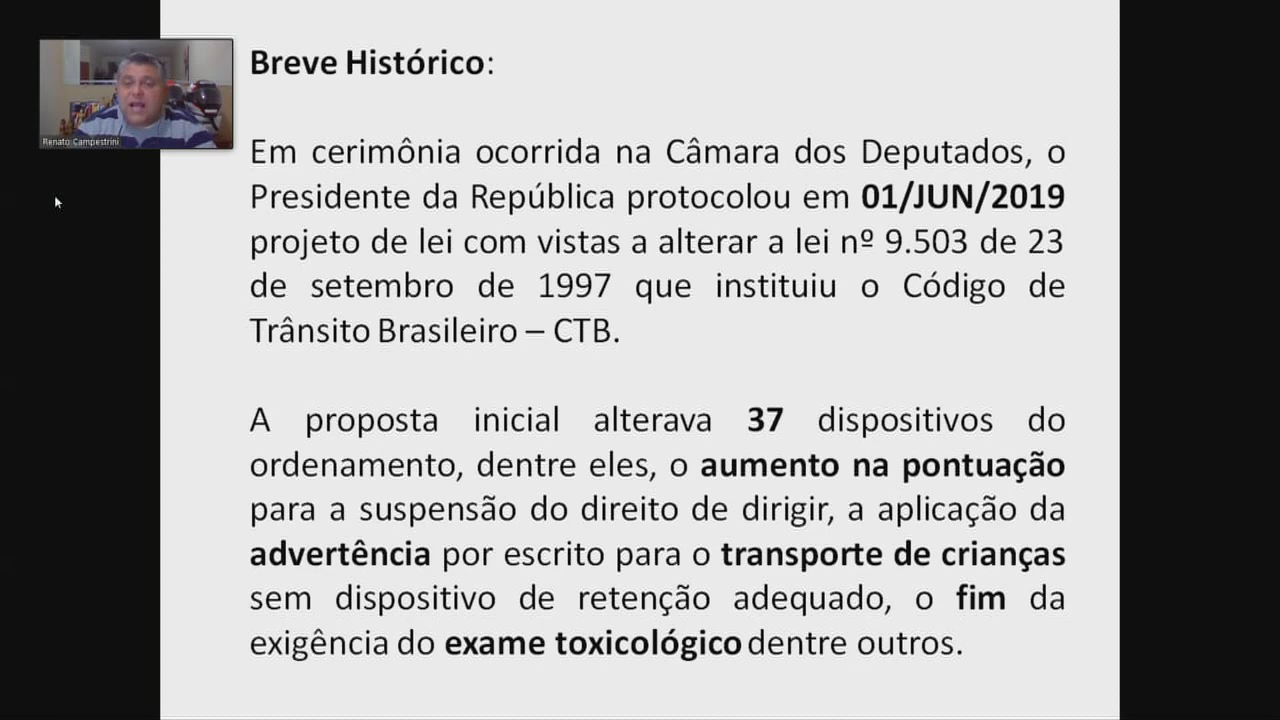 Breve Histórico:
Renato Campestrini
Em cerimônia ocorrida na Câmara dos Deputados, o
Presidente da República protocolou em 01/JUN/2019
projeto de lei com vistas a alterar a lei nº 9.503 de 23
de setembro de 1997 que instituiu o Código de
Trânsito Brasileiro – CTB.
A proposta inicial alterava 37 dispositivos do
ordenamento, dentre eles, o aumento na pontuação
para a suspensão do direito de dirigir, a aplicação da
advertência por escrito para o transporte de crianças
sem dispositivo de retenção adequado, o fim da
exigência do exame toxicológico dentre outros.